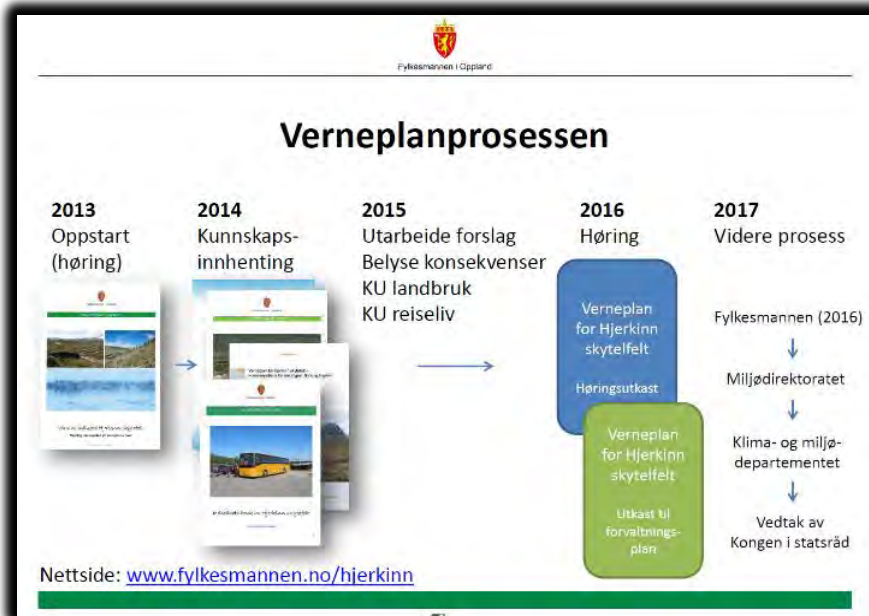 Fylkesmannen i Oppland
Verneplanprosessen
2013
Oppstart
(høring)
2014
Kunnskaps-
innhenting
2015
Utarbeide forslag
Belyse konsekvenser
KU landbruk
KU reiseliv
2016
Høring
Verneplan
for Hjerkinn
skytefelt
Høringsutkast
Verneplan
for Hjerkinn
skytefelt
Utkast til
forvaltnings-
plan
2017
Videre prosess
Fylkesmannen (2016)
Miljødirektoratet
Klima- og miljø-
departementet
Vedtak av
Kongen i statsråd
Nettside: www.fylkesmannen.no/hjerkinn